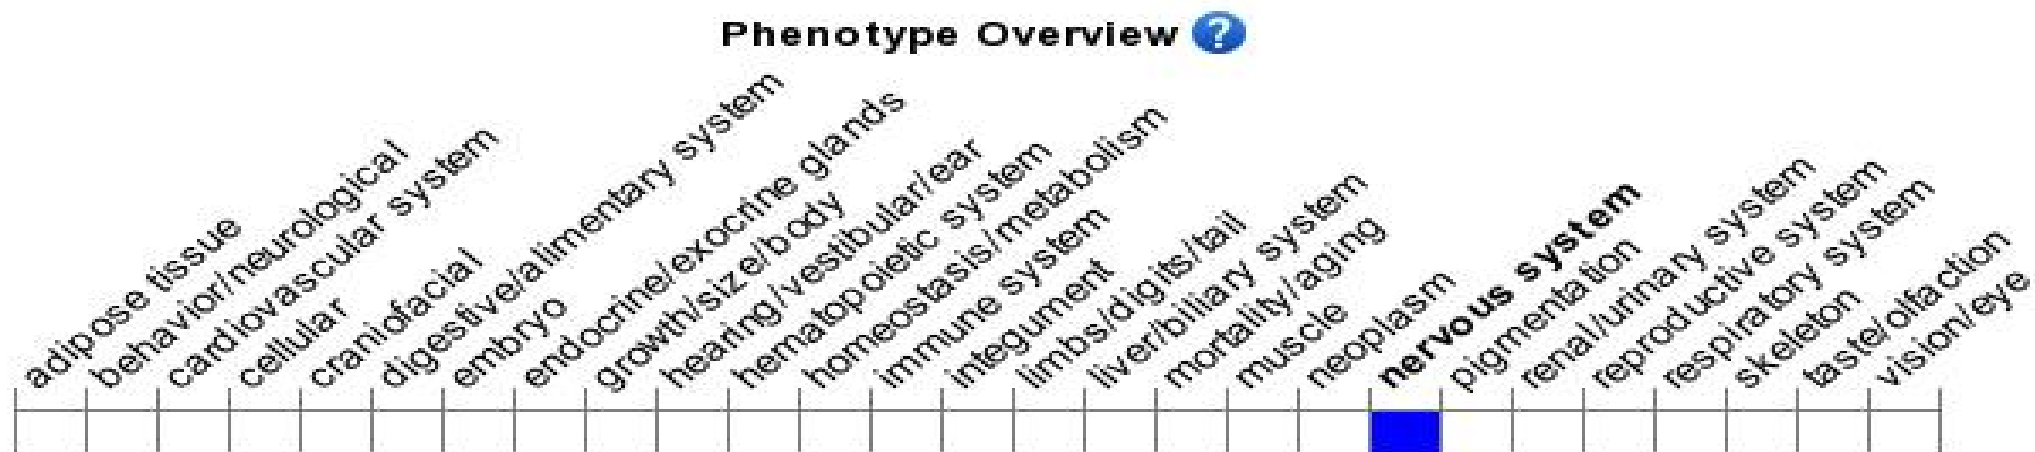 Phenotype Overview ?
adipose tissue
behavior/neurological
cardiovascular system
cellular
craniofacial
digestive/alimentary system
embryo
endocrine/exocrine glands
growth/size/body
hearing/vestibular/ear
hematopoietic system
homeostasis/metabolism
immune system
integument
limbs/digits/tail
liver/biliary system
mortality/aging
muscle
neoplasm
nervous system
pigmentation
renal/urinary system
reproductive system
respiratory system
skeleton
taste/olfaction
vision/eye